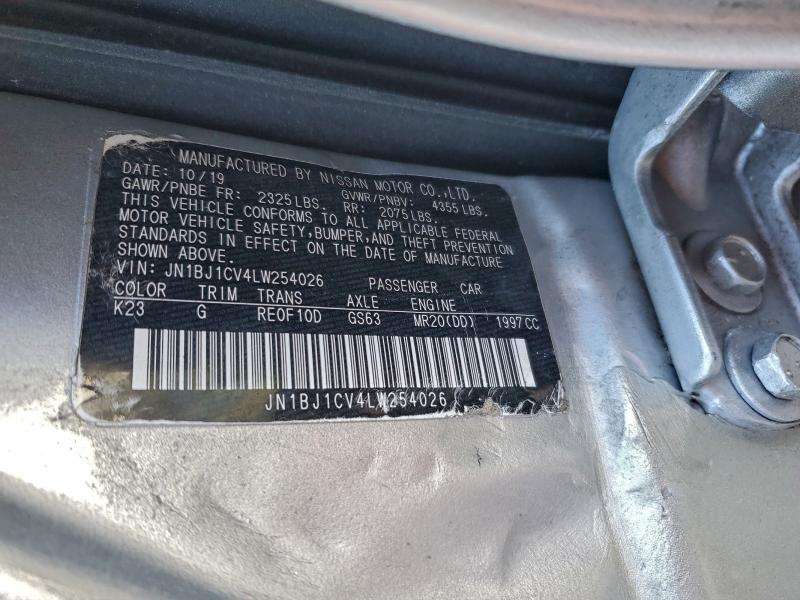 MANUFACTURED BY NISSAN MOTOR CO.,LTD.
DATE: 10/19 GVWR/PNBV: 4355 LBS.
GAWR/PNBE FR: 2325LBS. RR: 2075LBS.
THIS VEHICLE CONFORMS TO ALL APPLICABLE FEDERAL
MOTOR VEHICLE SAFETY,BUMPER,AND THEFT PREVENTION
STANDARDS IN EFFECT ON THE DATE OF MANUFACTURE
SHOWN ABOVE.
VIN: JN1BJ1CV4LW254026 PASSENGER CAR
COLOR TRIM TRANS AXLE ENGINE
K23 G REOF10D GS63 MR20(DD) 1997CC
JN1BJ1CV4LW254026